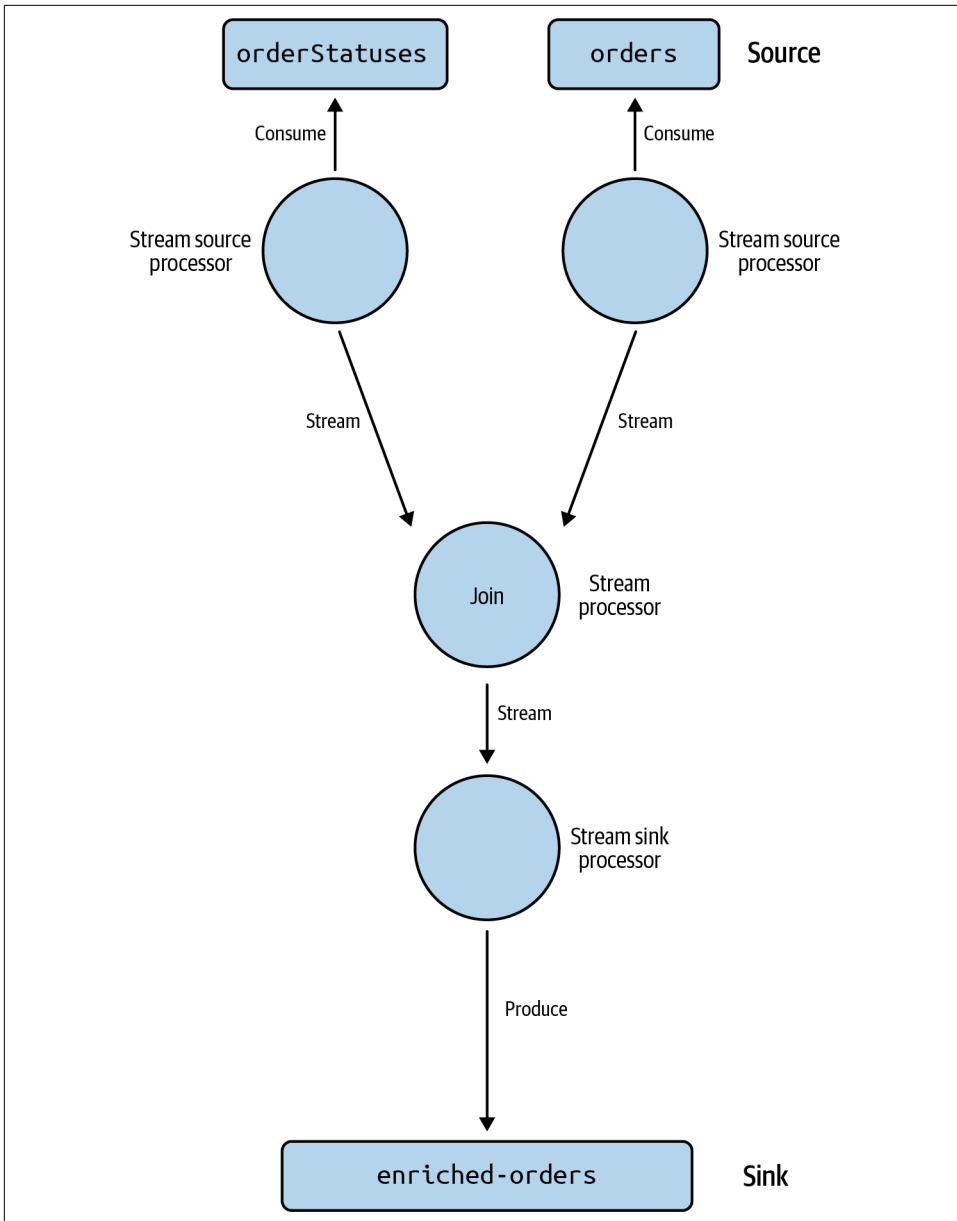 orderStatuses
orders
Source
Consume
Consume
Stream source
processor
Stream source
processor
Stream
Stream
Join
Stream
processor
Stream
Stream sink
processor
Produce
enriched-orders
Sink